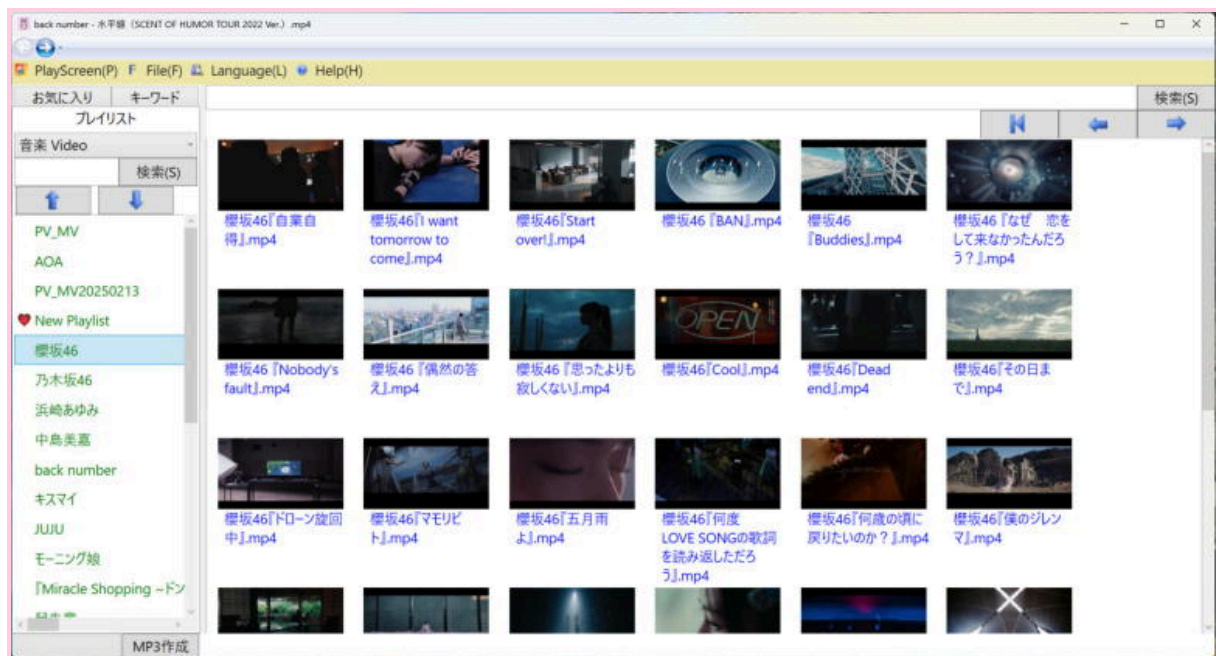 back number - 水平線 (SCENT OF HUMOR TOUR 2022 Ver.) .mp4
PlayScreen(P) F File(F) Language(L) Help(H)
お気に入り キーワード 検索(S)
プレイリスト
音楽 Video
検索(S)
PV_MV
AOA
PV_MV20250213
New Playlist
櫻坂46
乃木坂46
浜崎あゆみ
中島美嘉
back number
キスマイ
JUJU
モーニング娘
『Miracle Shopping ~ドン
MP3作成
櫻坂46『自業自
得』.mp4
櫻坂46『I want
tomorrow to
come』.mp4
櫻坂46『Start
over!』.mp4
櫻坂46『BAN』.mp4
櫻坂46
『Buddies』.mp4
櫻坂46『なぜ 恋を
して来なかったんだろ
う？』.mp4
櫻坂46『Nobody's
fault』.mp4
櫻坂46『偶然の答
え』.mp4
櫻坂46『思ったよりも
寂しくない』.mp4
OPEN
櫻坂46『Cool』.mp4
櫻坂46『Dead
end』.mp4
櫻坂46『その日ま
で』.mp4
櫻坂46『ドローン旋回
中』.mp4
櫻坂46『マモリビ
ト』.mp4
櫻坂46『五月雨
よ』.mp4
櫻坂46『何度
LOVE SONGの歌詞
を読み返しただろ
う』.mp4
櫻坂46『何歳の頃に
戻りたいのか？』.mp4
櫻坂46『僕のジレン
マ』.mp4